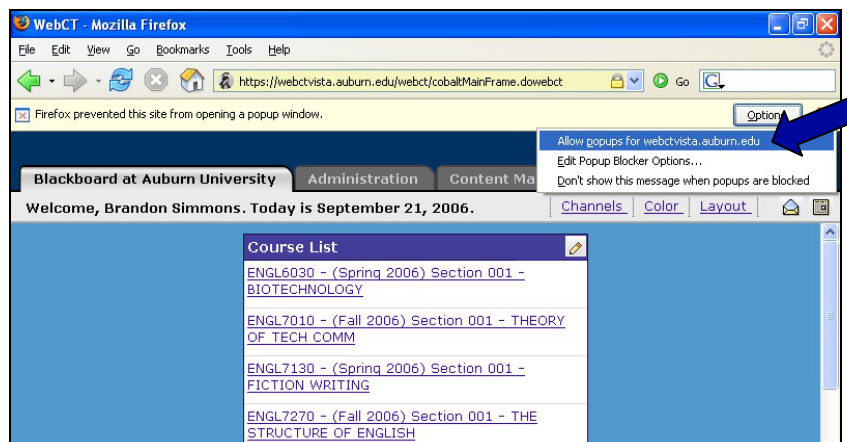 WebCT - Mozilla Firefox
File Edit View Go Bookmarks Tools Help
https://webctvista.auburn.edu/webct/cobaltMainFrame.dowebct Go G
Firefox prevented this site from opening a popup window.
Allow popups for webctvista.auburn.edu
Edit Popup Blocker Options...
Don't show this message when popups are blocked
Blackboard at Auburn University Administration
Welcome, Brandon Simmons. Today is September 21, 2006. Channels Color Layout
Course List
ENGL6030 - (Spring 2006) Section 001 -
BIOTECHNOLOGY
ENGL7010 - (Fall 2006) Section 001 - THEORY
OF TECH COMM
ENGL7130 - (Spring 2006) Section 001 -
FICTION WRITING
ENGL7270 - (Fall 2006) Section 001 - THE
STRUCTURE OF ENGLISH